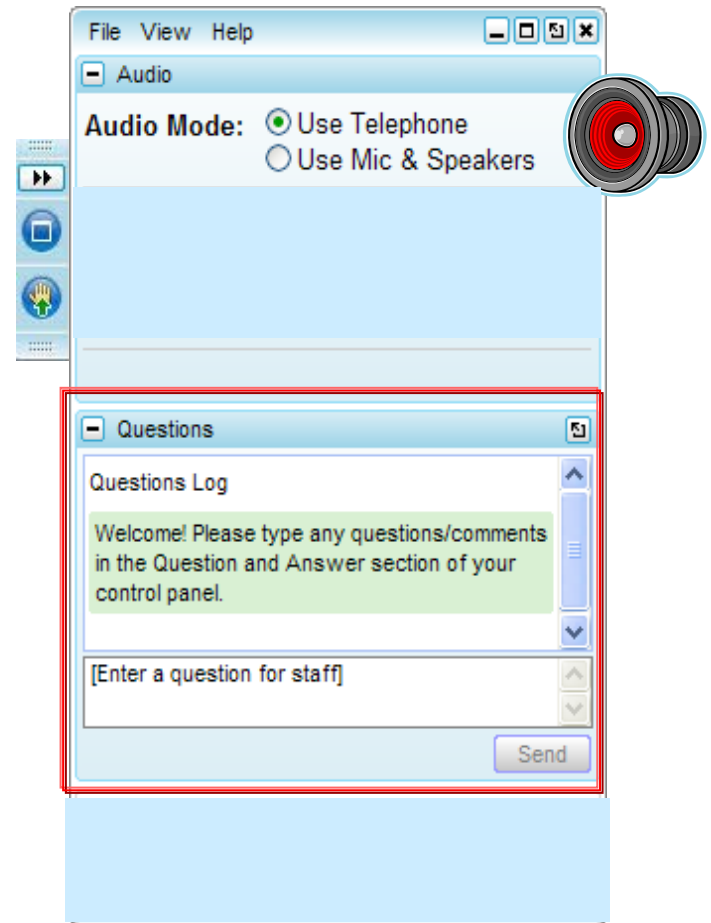 File View Help
Audio
Audio Mode: Use Telephone
Use Mic & Speakers
Questions
Questions Log
Welcome! Please type any questions/comments
in the Question and Answer section of your
control panel.
[Enter a question for staff]
Send